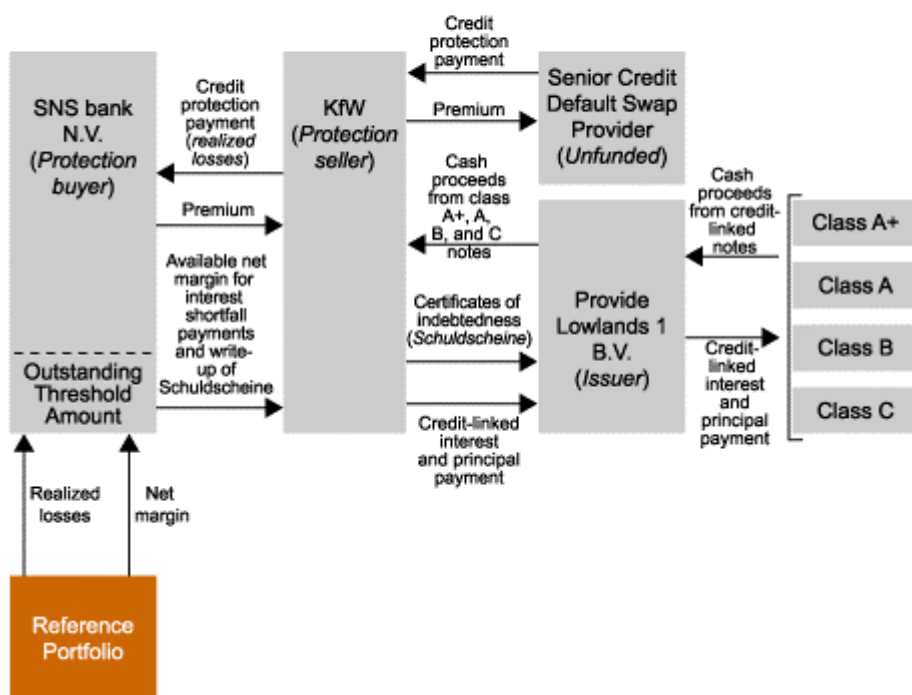 SNS bank
N.V.
(Protection
buyer)
Outstanding
Threshold
Amount
Credit
protection
payment
(realized
losses)
Premium
Available net
margin for
interest
shortfall
payments
and write-
up of
Schuldscheine
KfW
(Protection
seller)
Credit
protection
payment
Premium
Cash
proceeds
from class
A+, A,
B, and C
notes
Certificates of
indebtedness
(Schuldscheine)
Credit-linked
interest
and principal
payment
Senior Credit
Default Swap
Provider
(Unfunded)
Provide
Lowlands 1
B.V.
(Issuer)
Cash
proceeds
from credit-
linked
notes
Credit-
linked
interest
and
principal
payment
Class A+
Class A
Class B
Class C
Realized
losses
Net
margin
Reference
Portfolio